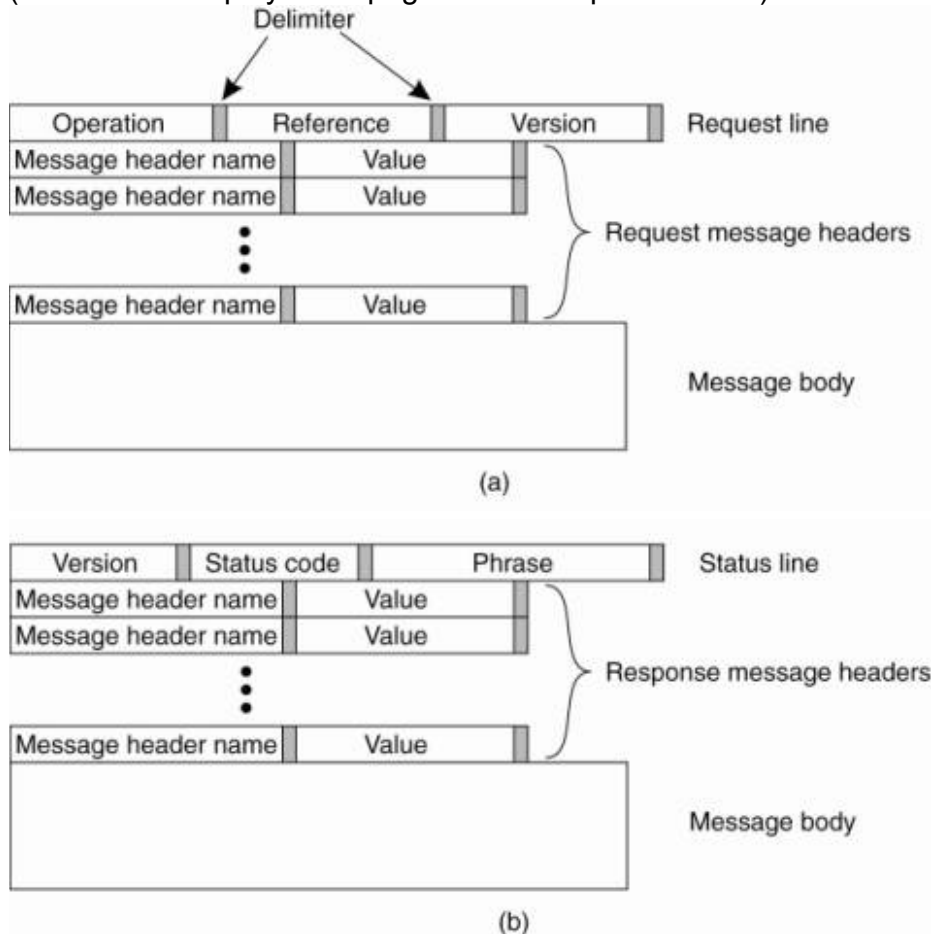 Delimiter
Operation Reference Version Request line
Message header name Value
Message header name Value
Request message headers
Message header name Value
Message body
(a)
Version Status code Phrase Status line
Message header name Value
Message header name Value
Response message headers
Message header name Value
Message body
(b)